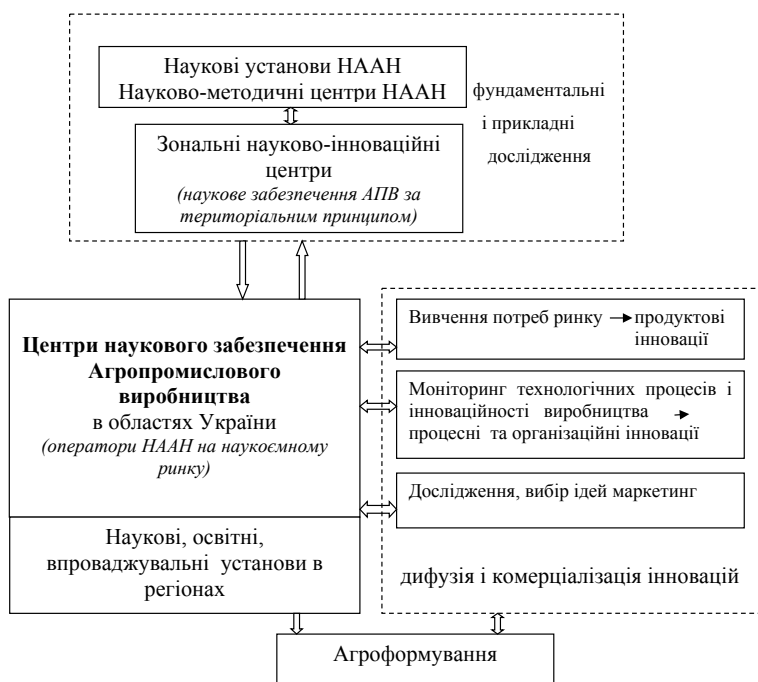 Наукові установи НААН
Науково-методичні центри НААН
фундаментальні
і прикладні
дослідження
Зональні науково-інноваційні
центри
(наукове забезпечення АПВ за
територіальним принципом)
Центри наукового забезпечення
Агропромислового
виробництва
в областях України
(оператори НААН на наукоємному
ринку)
Наукові, освітні,
впроваджувальні установи в
регіонах
Вивчення потреб ринку → продуктові
інновації
Моніторинг технологічних процесів і
інноваційності виробництва →
процесні та організаційні інновації
Дослідження, вибір ідей маркетинг
дифузія і комерціалізація інновацій
Агроформування